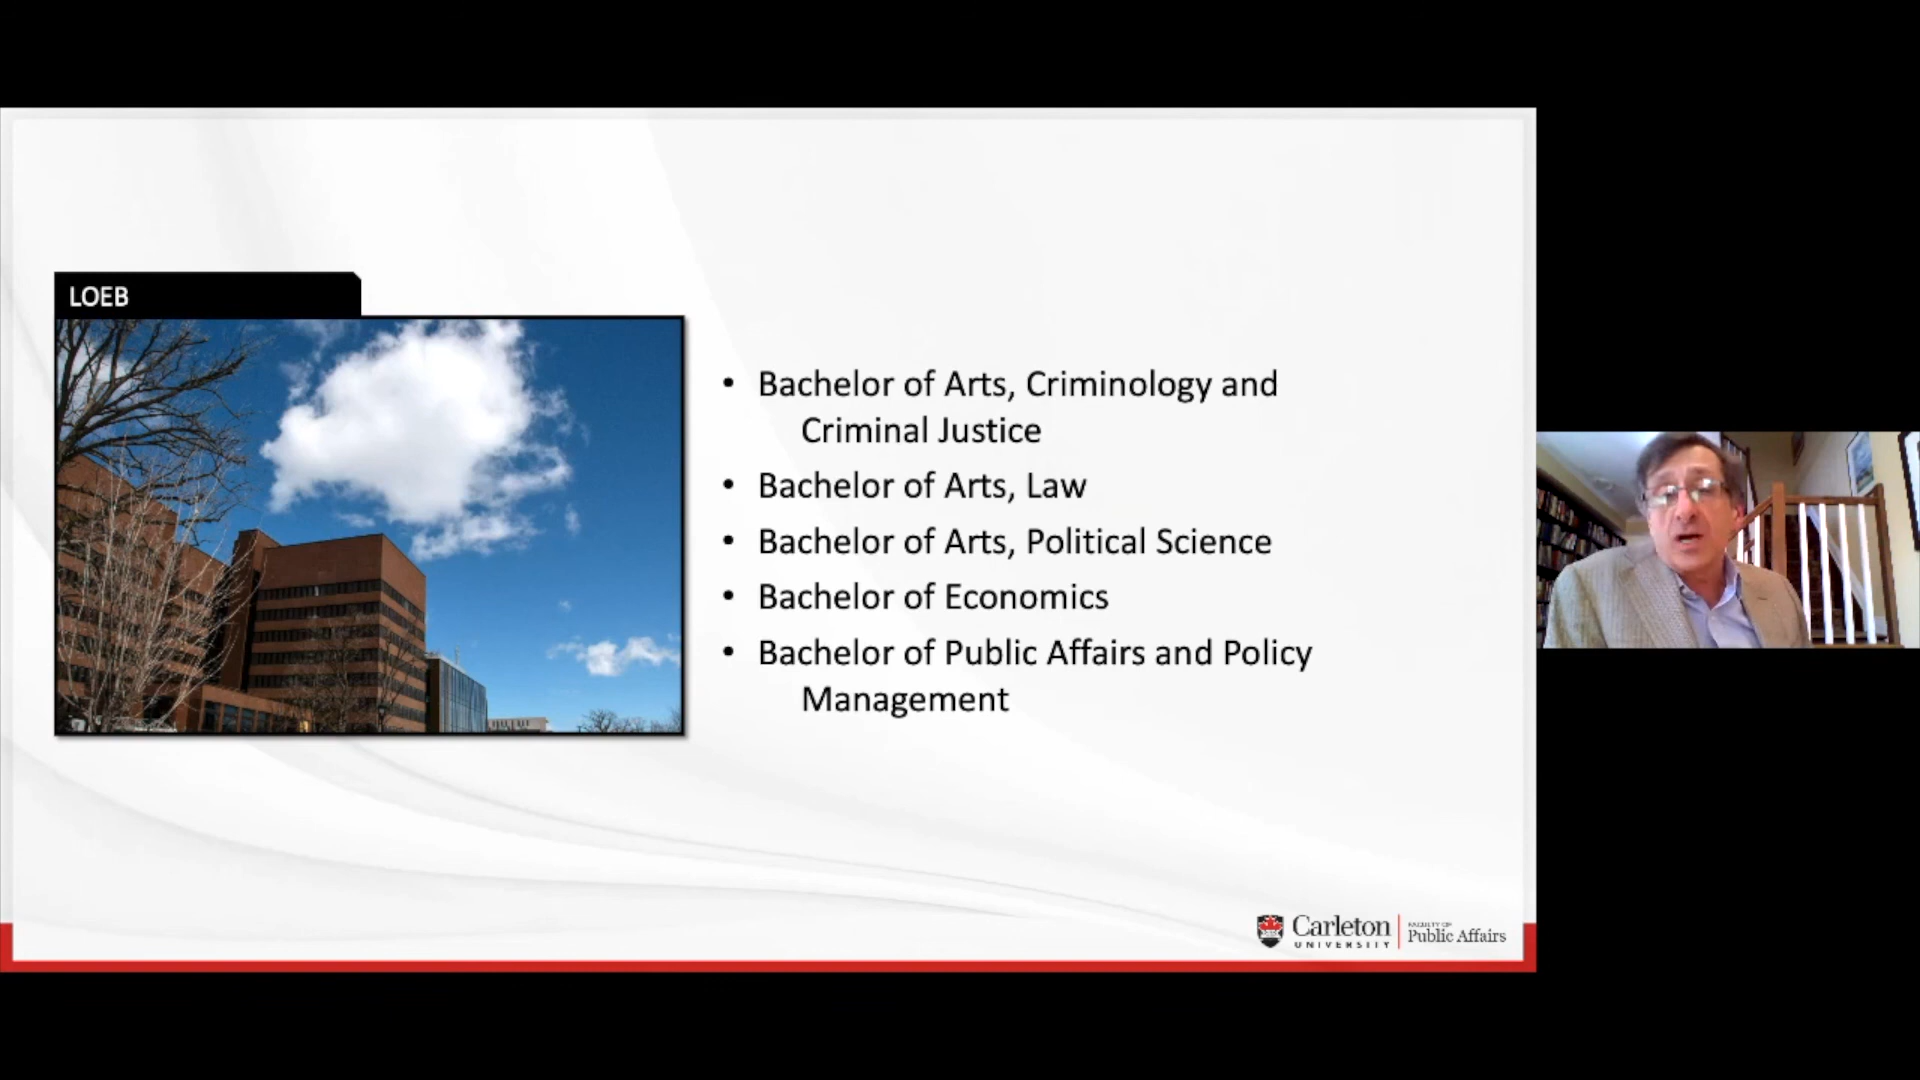 LOEB
• Bachelor of Arts, Criminology and
Criminal Justice
• Bachelor of Arts, Law
• Bachelor of Arts, Political Science
• Bachelor of Economics
• Bachelor of Public Affairs and Policy
Management
Carleton
UNIVERSITY
FACULTY OF
Public Affairs